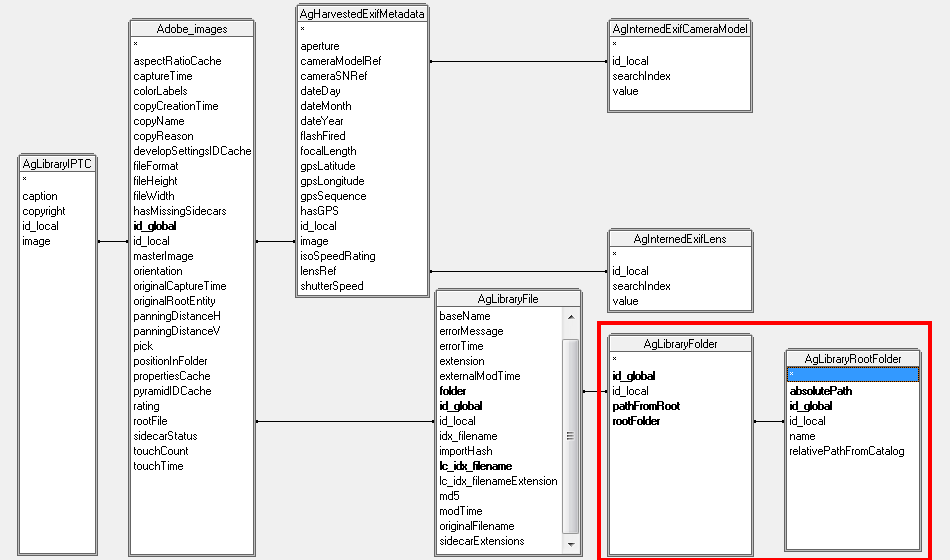 AgLibraryIPTC
*
caption
copyright
id_local
image
Adobe_images
*
aspectRatioCache
captureTime
colorLabels
copyCreationTime
copyName
copyReason
developSettingsIDCache
fileFormat
fileHeight
fileWidth
hasMissingSidecars
id_global
id_local
masterImage
orientation
originalCaptureTime
originalRootEntity
panningDistanceH
panningDistanceV
pick
positionInFolder
propertiesCache
pyramidIDCache
rating
rootFile
sidecarStatus
touchCount
touchTime
AgHarvestedExifMetadata
*
aperture
cameraModelRef
cameraSNRef
dateDay
dateMonth
dateYear
flashFired
focalLength
gpsLatitude
gpsLongitude
gpsSequence
hasGPS
id_local
image
isoSpeedRating
lensRef
shutterSpeed
AgInternedExifCameraModel
*
id_local
searchIndex
value
AgInternedExifLens
*
id_local
searchIndex
value
AgLibraryFile
baseName
errorMessage
errorTime
extension
externalModTime
folder
id_global
id_local
idx_filename
importHash
lc_idx_filename
lc_idx_filenameExtension
md5
modTime
originalFilename
sidecarExtensions
AgLibraryFolder
*
id_global
id_local
pathFromRoot
rootFolder
AgLibraryRootFolder
*
absolutePath
id_global
id_local
name
relativePathFromCatalog